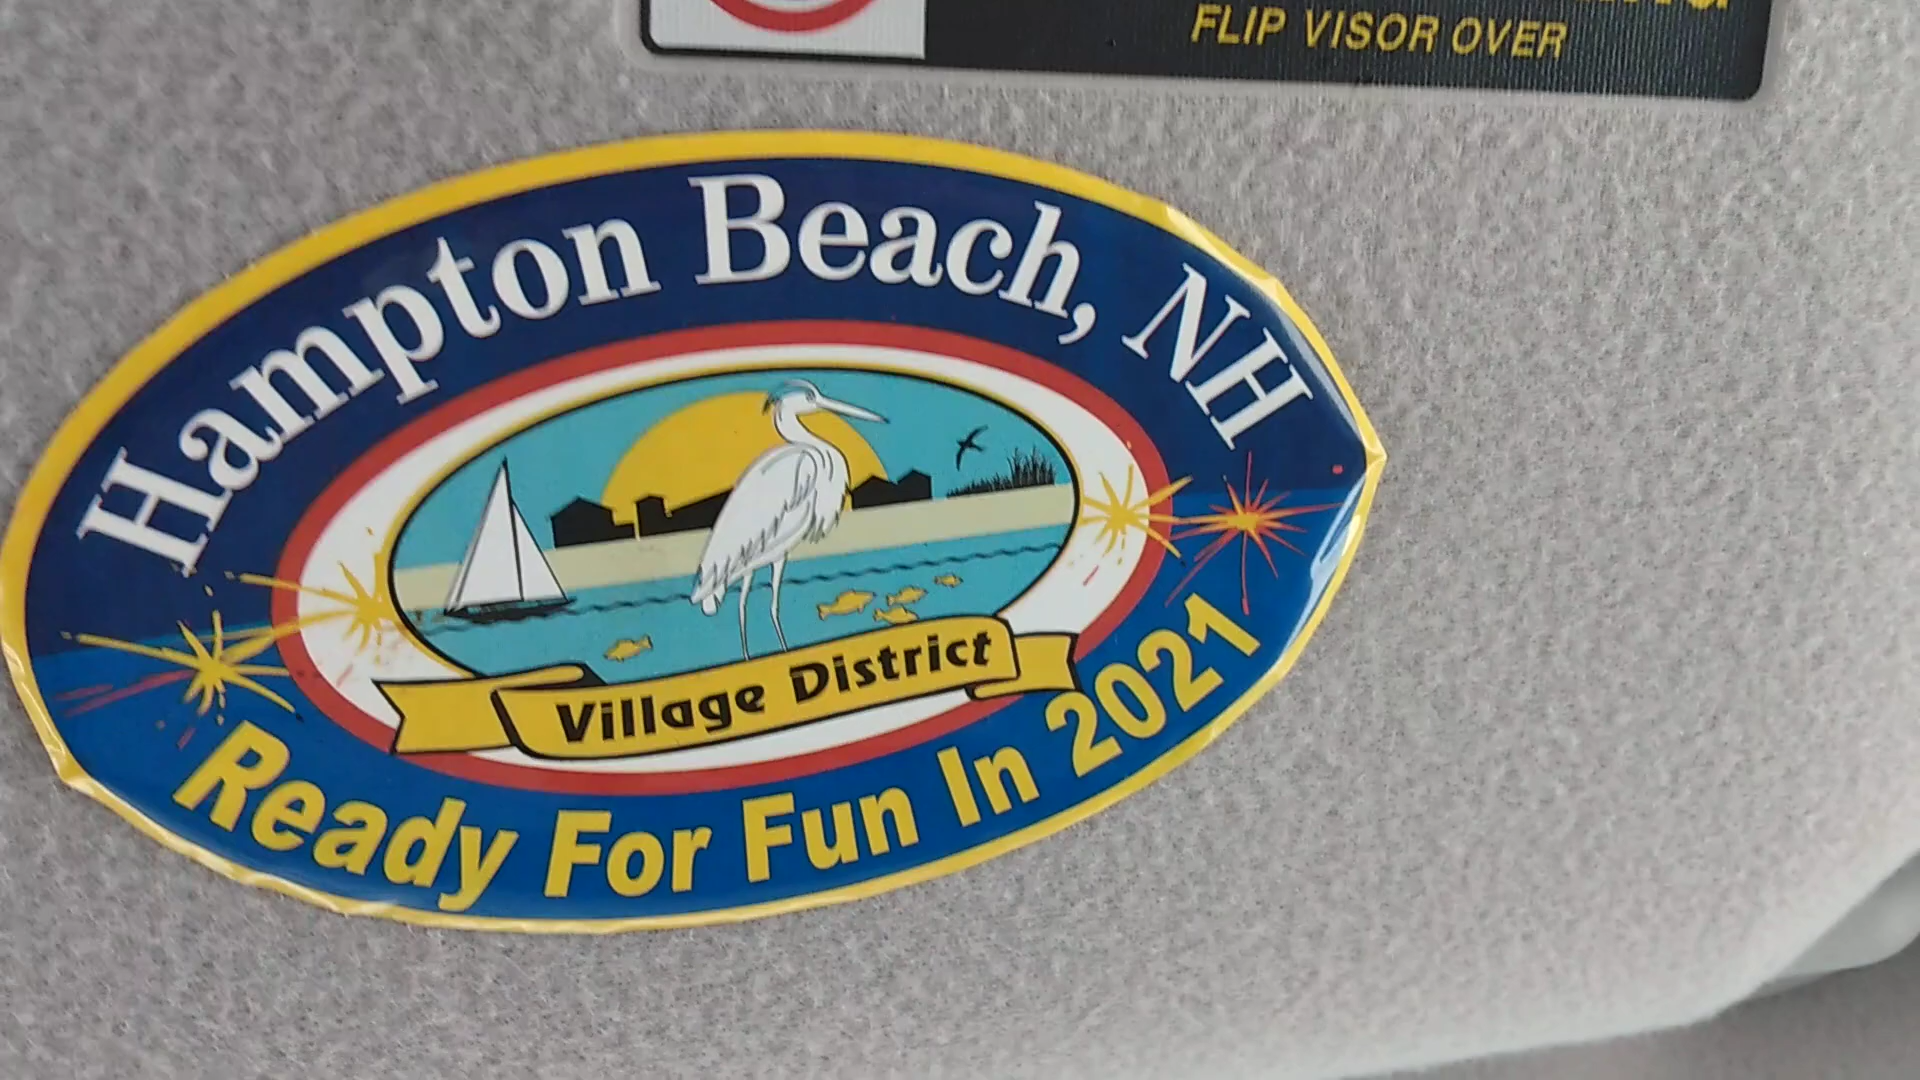 FLIP VISOR OVER
Hampton Beach, NH
Village District
Ready For Fun In 2021